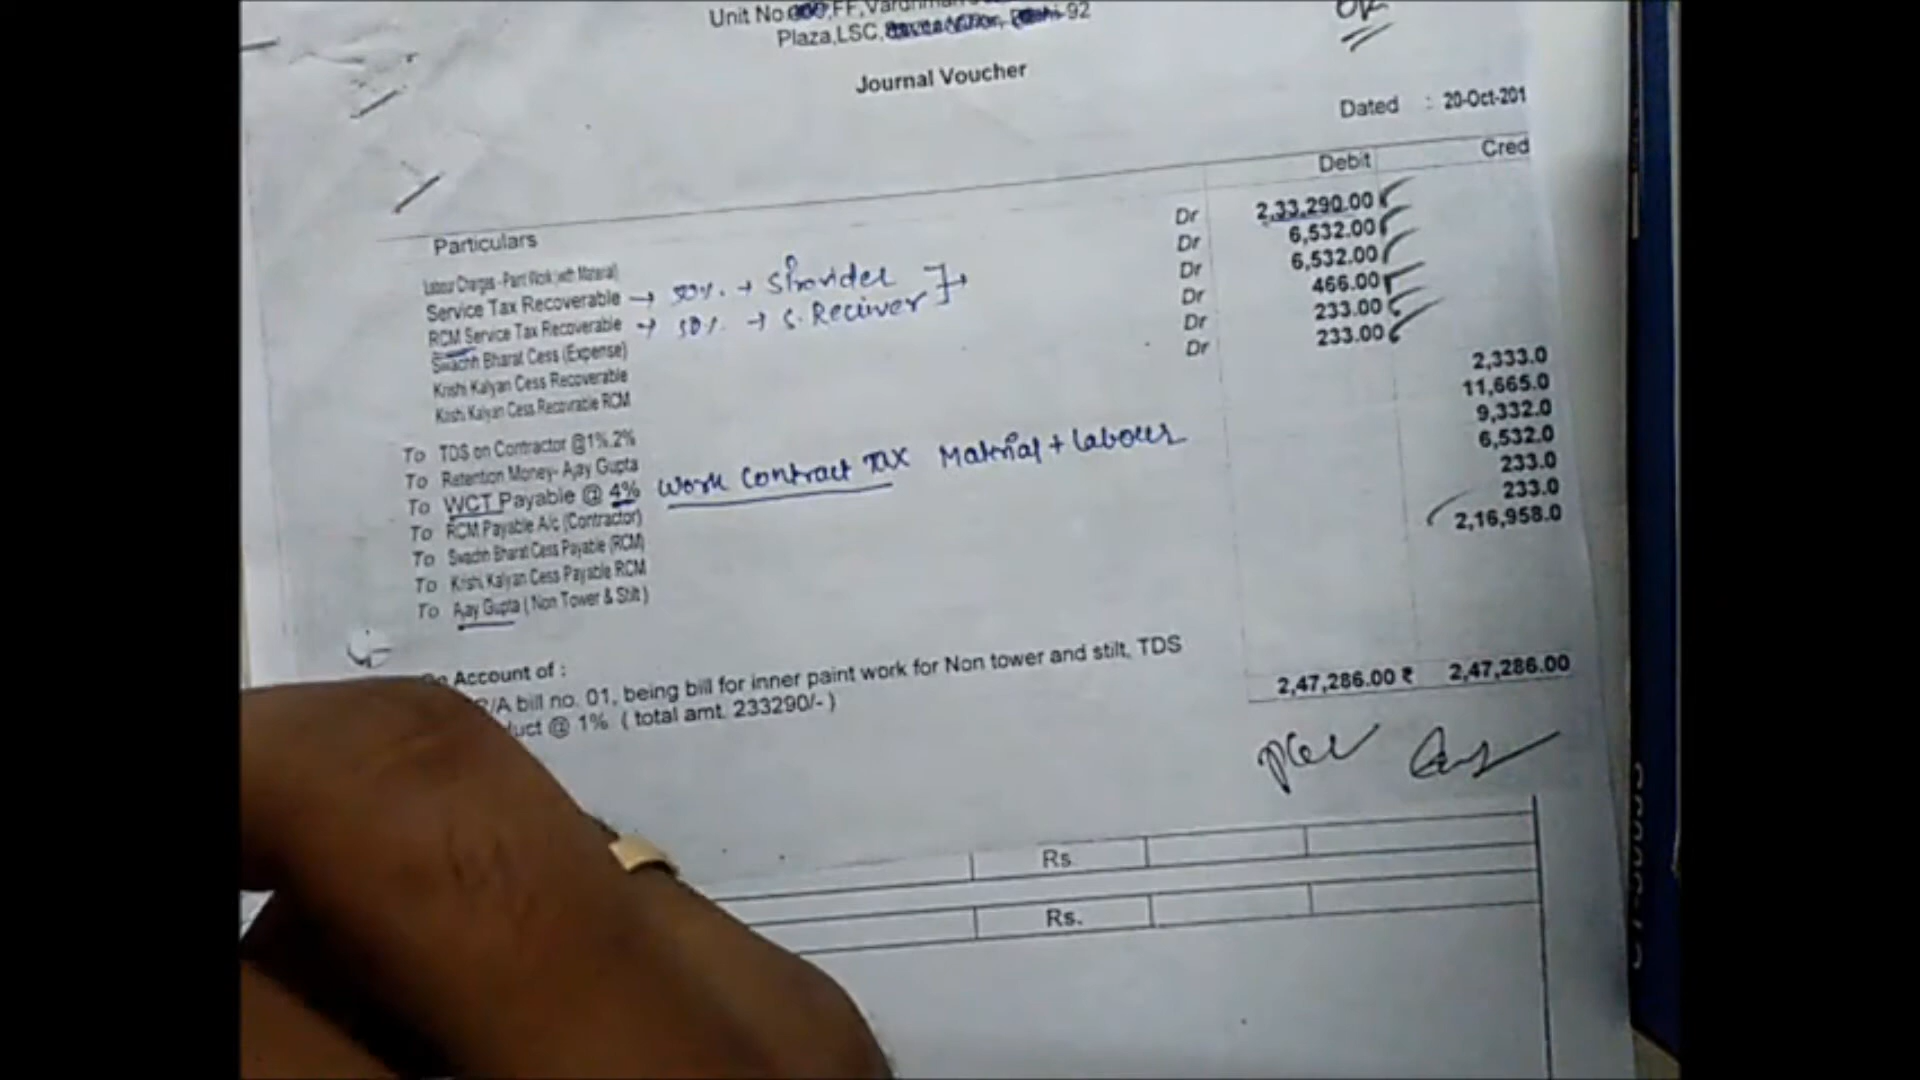 Unit No. FF, Vardhman
Plaza, LSC, 92
Journal Voucher
Dated : 20-Oct-201
Particulars Debit Cred
Labour Charges - Paint Work (with Material) Dr 2,33,290.00
Service Tax Recoverable → 50% → S Provider Dr 6,532.00
RCM Service Tax Recoverable → 50% → S. Reciver Dr 6,532.00
Swachh Bharat Cess (Expense) Dr 466.00
Krishi Kalyan Cess Recoverable Dr 233.00
Krishi Kalyan Cess Recovrable RCM Dr 233.00
To TDS on Contractor @1%.2% 2,333.0
To Retention Money- Ajay Gupta 11,665.0
To WCT Payable @ 4% Work Contract Tax Material + Labour 9,332.0
To RCM Payable A/c (Contractor) 6,532.0
To Swachh Bharat Cess Payable (RCM) 233.0
To Krishi Kalyan Cess Payable RCM 233.0
To Ajay Gupta ( Non Tower & Stilt ) 2,16,958.0
Account of :
R/A bill no. 01, being bill for inner paint work for Non tower and stilt, TDS
duct @ 1% ( total amt. 233290/- )
2,47,286.00 ₹ 2,47,286.00
Rs
Rs.